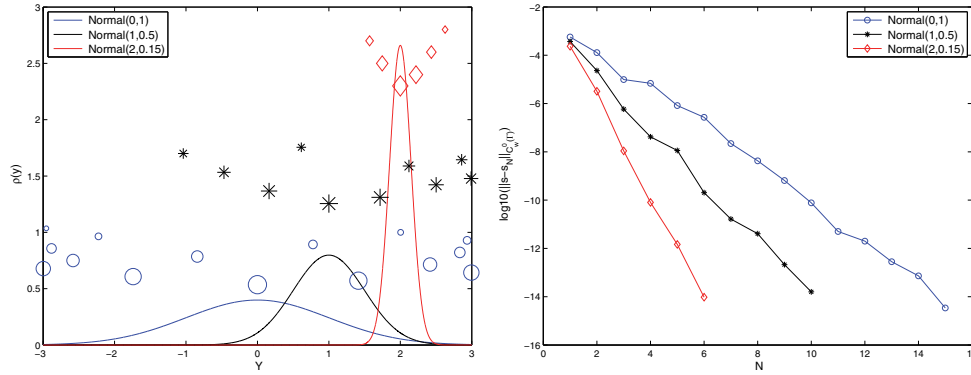 Normal(0,1)
Normal(1,0.5)
Normal(2,0.15)
3
2.5
2
1.5
1
0.5
0
ρ(y)
−3 −2 −1 0 1 2 3
Y
Normal(0,1)
Normal(1,0.5)
Normal(2,0.15)
−2
−4
−6
−8
−10
−12
−14
−16
log10(||s−s_N||_{C^0_w(Γ)})
0 2 4 6 8 10 12 14 16
N